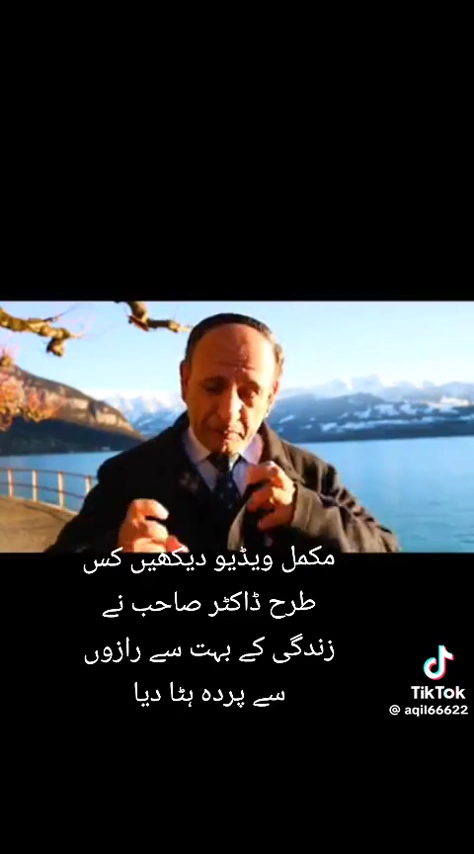 مکمل ویڈیو دیکھیں کس
طرح ڈاکٹر صاحب نے
زندگی کے بہت سے رازوں
سے پردہ ہٹا دیا
TikTok
@ aqil66622